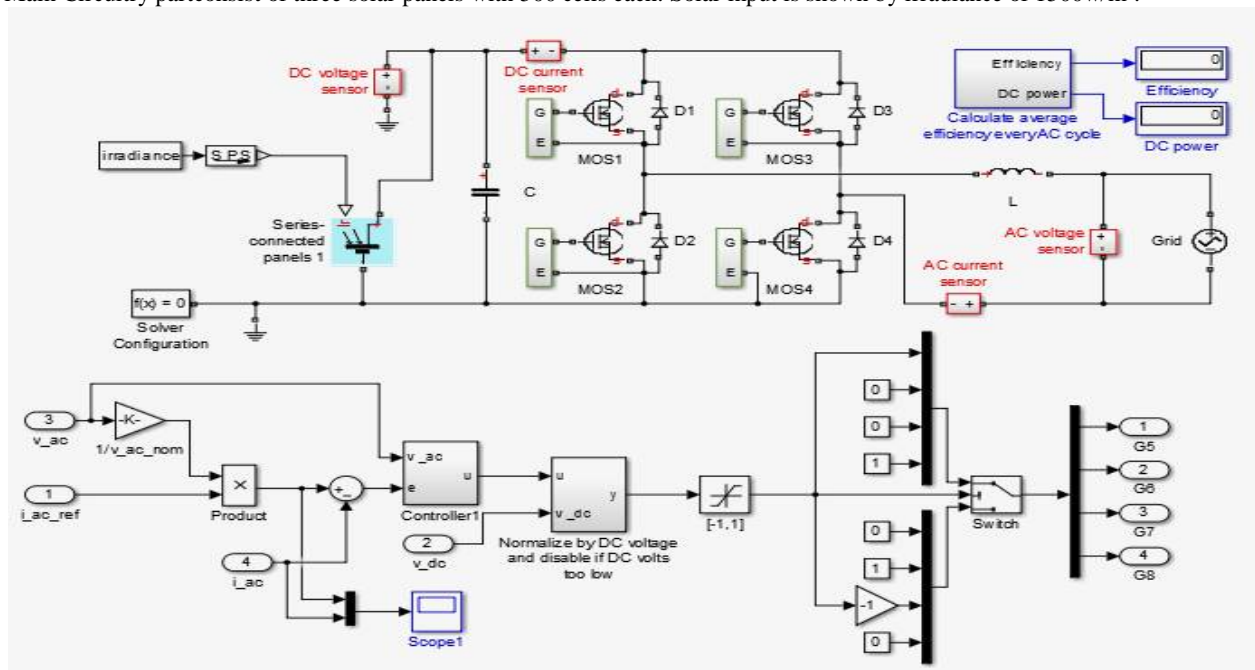 Main Circuitry partconsist of three solar panels with 500 cells each. Solar input is shown by irradiance of 1500w/m².
DC voltage
sensor
DC current
sensor
Efficiency
DC power
Calculate average
efficiency every AC cycle
0
Efficiency
0
DC power
irradiance
S PS
Series-
connected
panels 1
f(x) = 0
Solver
Configuration
C
G
E
MOS1
D1
G
E
MOS3
D3
G
E
MOS2
D2
G
E
MOS4
D4
L
AC voltage
sensor
Grid
AC current
sensor
3
v_ac
-K-
1/v_ac_nom
1
i_ac_ref
×
Product
4
i_ac
v_ac
e
u
Controller1
2
v_dc
u
v_dc
y
Normalize by DC voltage
and disable if DC volts
too low
[-1,1]
Scope1
0
0
1
0
1
-1
0
Switch
1
G5
2
G6
3
G7
4
G8